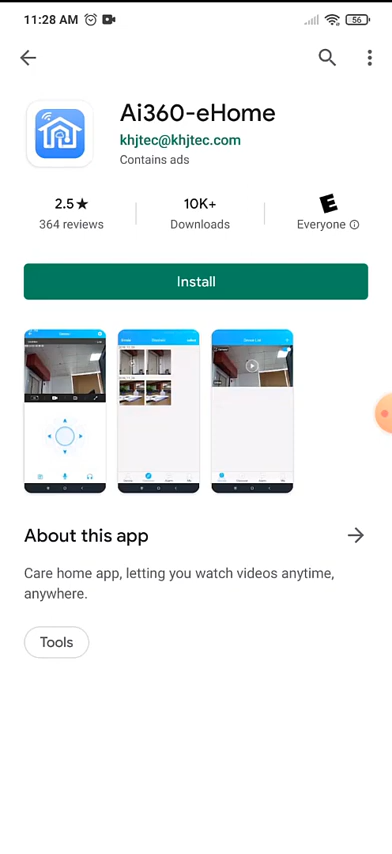 11:28 AM
56
Ai360-eHome
khjtec@khjtec.com
Contains ads
2.5★
364 reviews
10K+
Downloads
E
Everyone
Install
About this app
Care home app, letting you watch videos anytime,
anywhere.
Tools